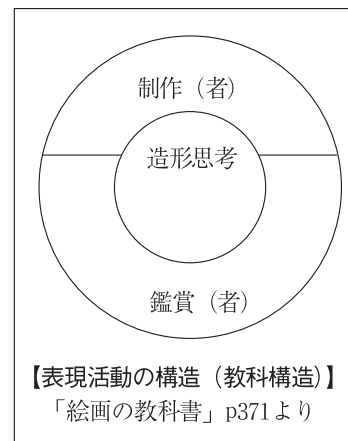 制作（者）
造形思考
鑑賞（者）
【表現活動の構造（教科構造）】
「絵画の教科書」p371より